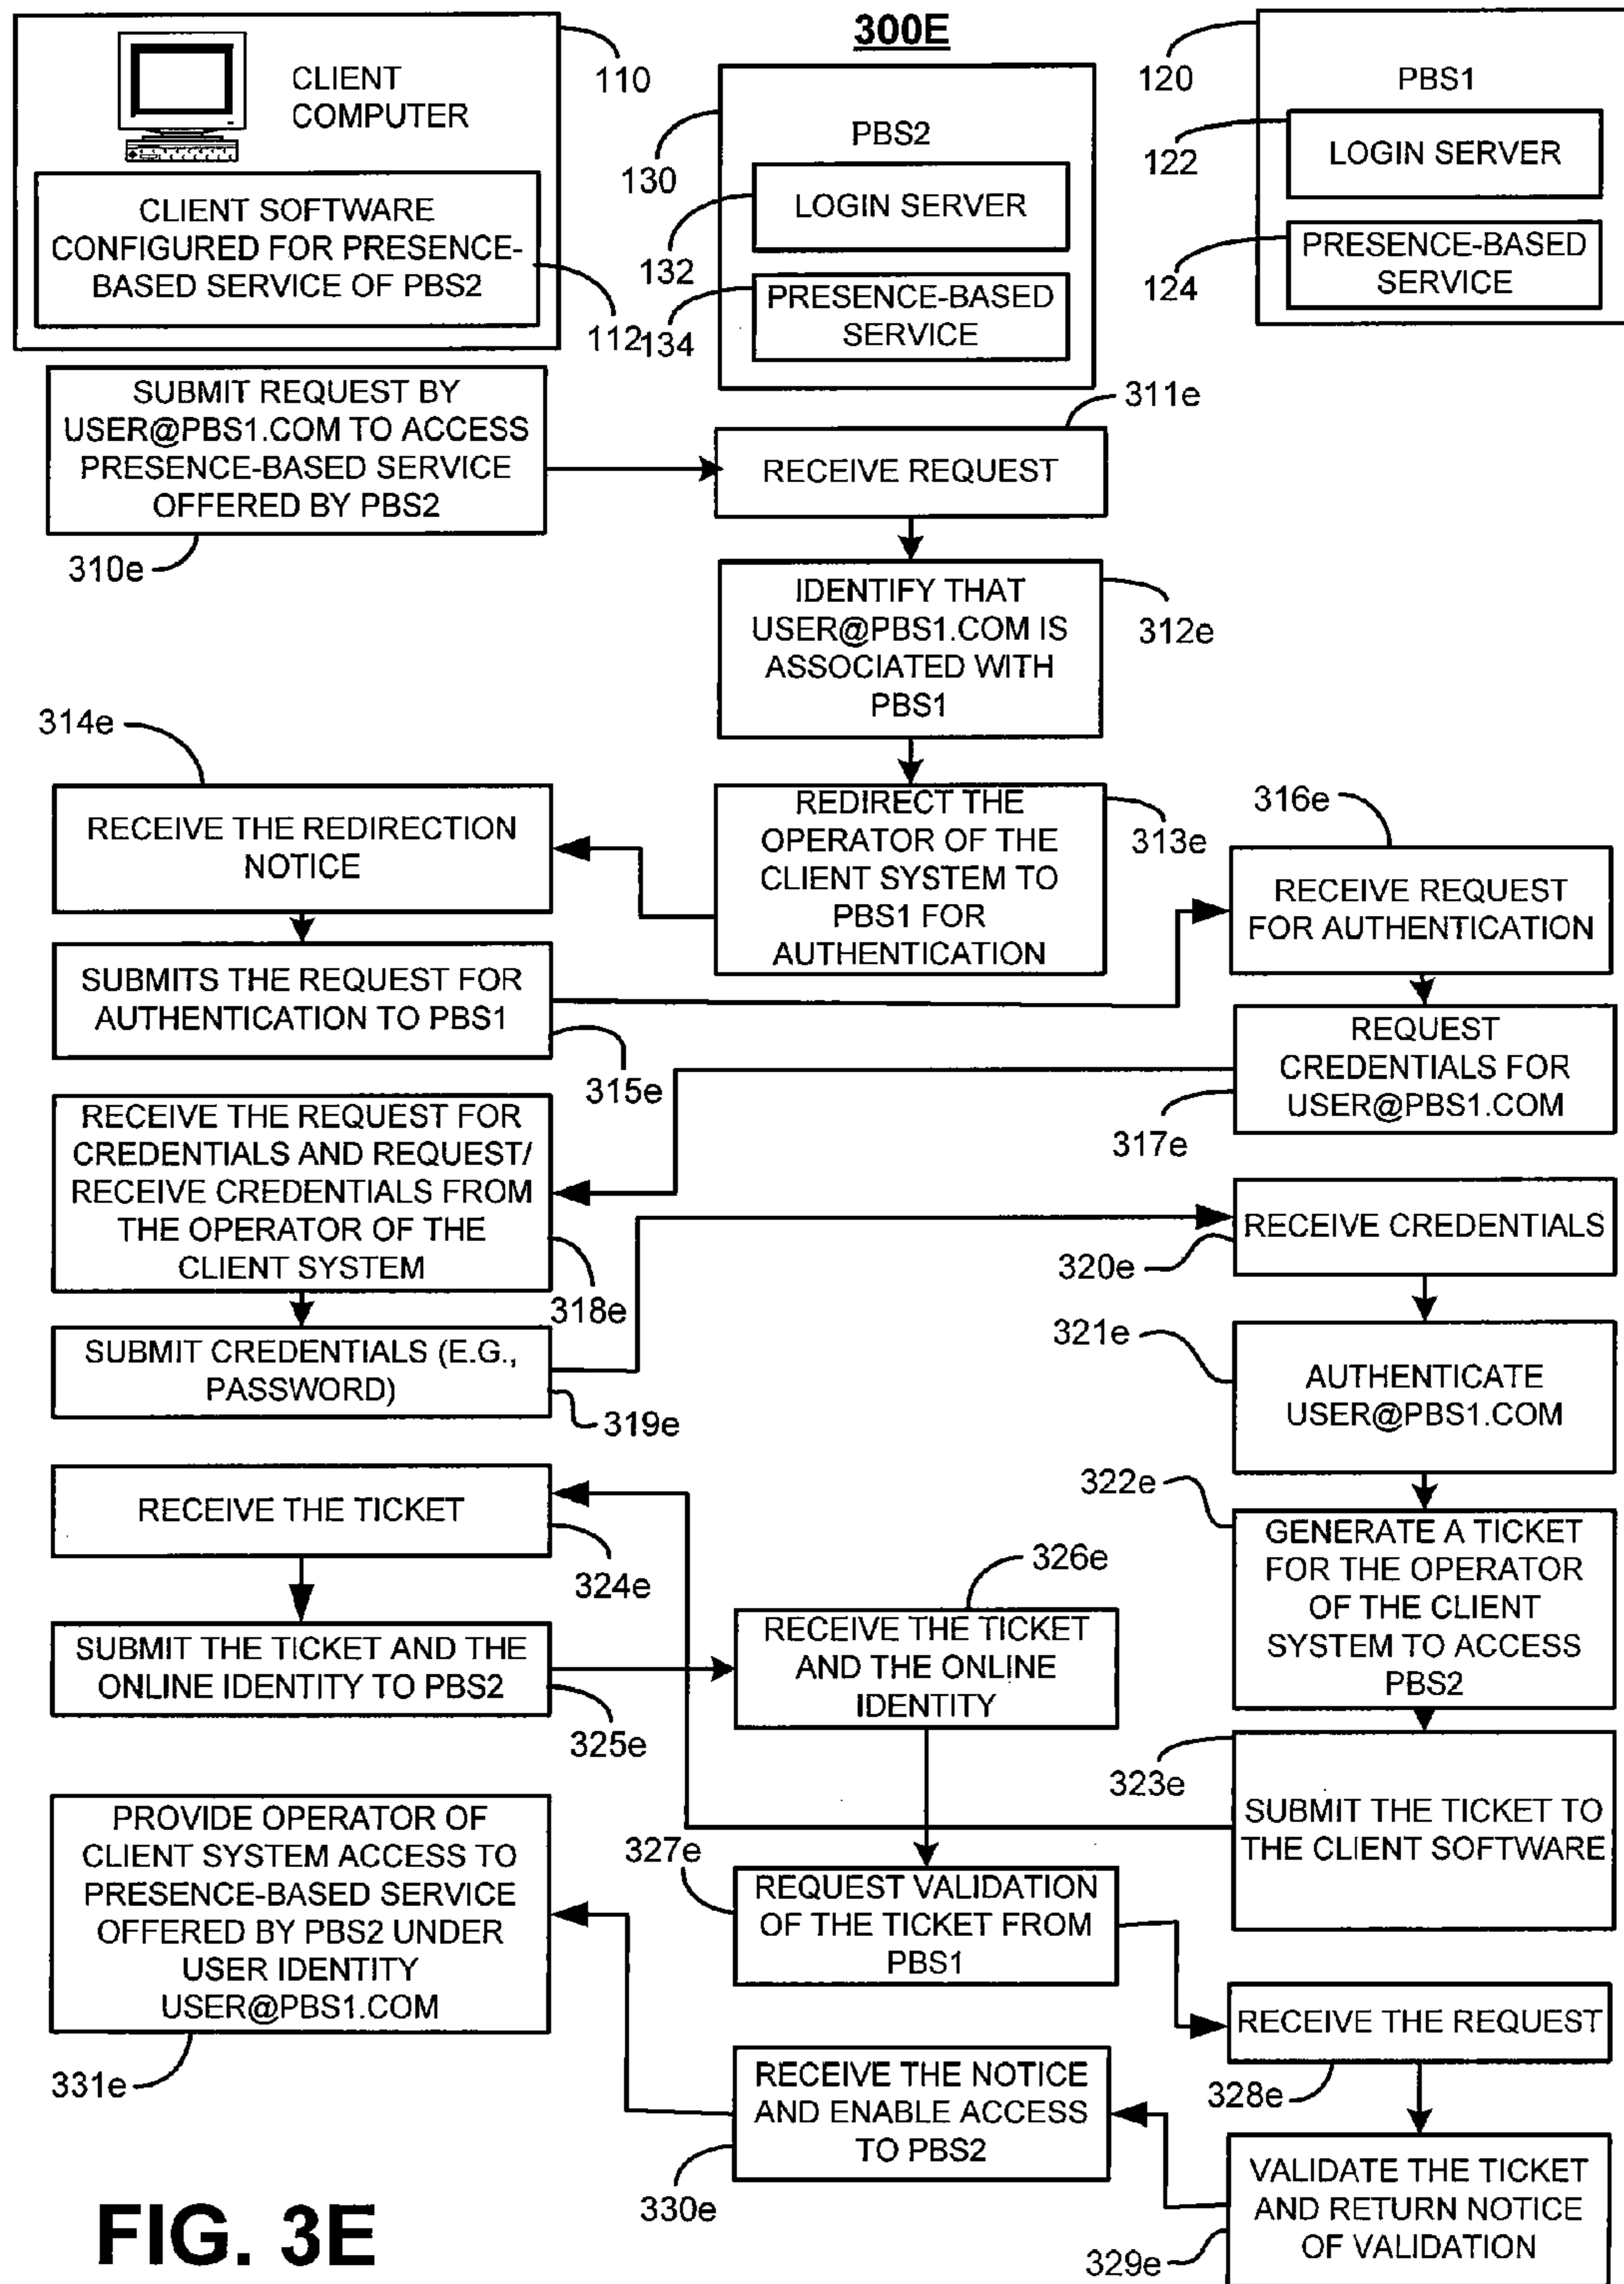 300E
CLIENT
COMPUTER
110
CLIENT SOFTWARE
CONFIGURED FOR PRESENCE-
BASED SERVICE OF PBS2
112
PBS2
130
LOGIN SERVER
132
PRESENCE-BASED
SERVICE
134
120
PBS1
122
LOGIN SERVER
124
PRESENCE-BASED
SERVICE
SUBMIT REQUEST BY
USER@PBS1.COM TO ACCESS
PRESENCE-BASED SERVICE
OFFERED BY PBS2
310e
311e
RECEIVE REQUEST
IDENTIFY THAT
USER@PBS1.COM IS
ASSOCIATED WITH
PBS1
312e
REDIRECT THE
OPERATOR OF THE
CLIENT SYSTEM TO
PBS1 FOR
AUTHENTICATION
313e
314e
RECEIVE THE REDIRECTION
NOTICE
SUBMITS THE REQUEST FOR
AUTHENTICATION TO PBS1
315e
316e
RECEIVE REQUEST
FOR AUTHENTICATION
REQUEST
CREDENTIALS FOR
USER@PBS1.COM
317e
RECEIVE THE REQUEST FOR
CREDENTIALS AND REQUEST/
RECEIVE CREDENTIALS FROM
THE OPERATOR OF THE
CLIENT SYSTEM
318e
SUBMIT CREDENTIALS (E.G.,
PASSWORD)
319e
RECEIVE CREDENTIALS
320e
321e
AUTHENTICATE
USER@PBS1.COM
322e
GENERATE A TICKET
FOR THE OPERATOR
OF THE CLIENT
SYSTEM TO ACCESS
PBS2
323e
SUBMIT THE TICKET TO
THE CLIENT SOFTWARE
RECEIVE THE TICKET
324e
SUBMIT THE TICKET AND THE
ONLINE IDENTITY TO PBS2
325e
326e
RECEIVE THE TICKET
AND THE ONLINE
IDENTITY
327e
REQUEST VALIDATION
OF THE TICKET FROM
PBS1
RECEIVE THE REQUEST
328e
VALIDATE THE TICKET
AND RETURN NOTICE
OF VALIDATION
329e
RECEIVE THE NOTICE
AND ENABLE ACCESS
TO PBS2
330e
PROVIDE OPERATOR OF
CLIENT SYSTEM ACCESS TO
PRESENCE-BASED SERVICE
OFFERED BY PBS2 UNDER
USER IDENTITY
USER@PBS1.COM
331e
FIG. 3E